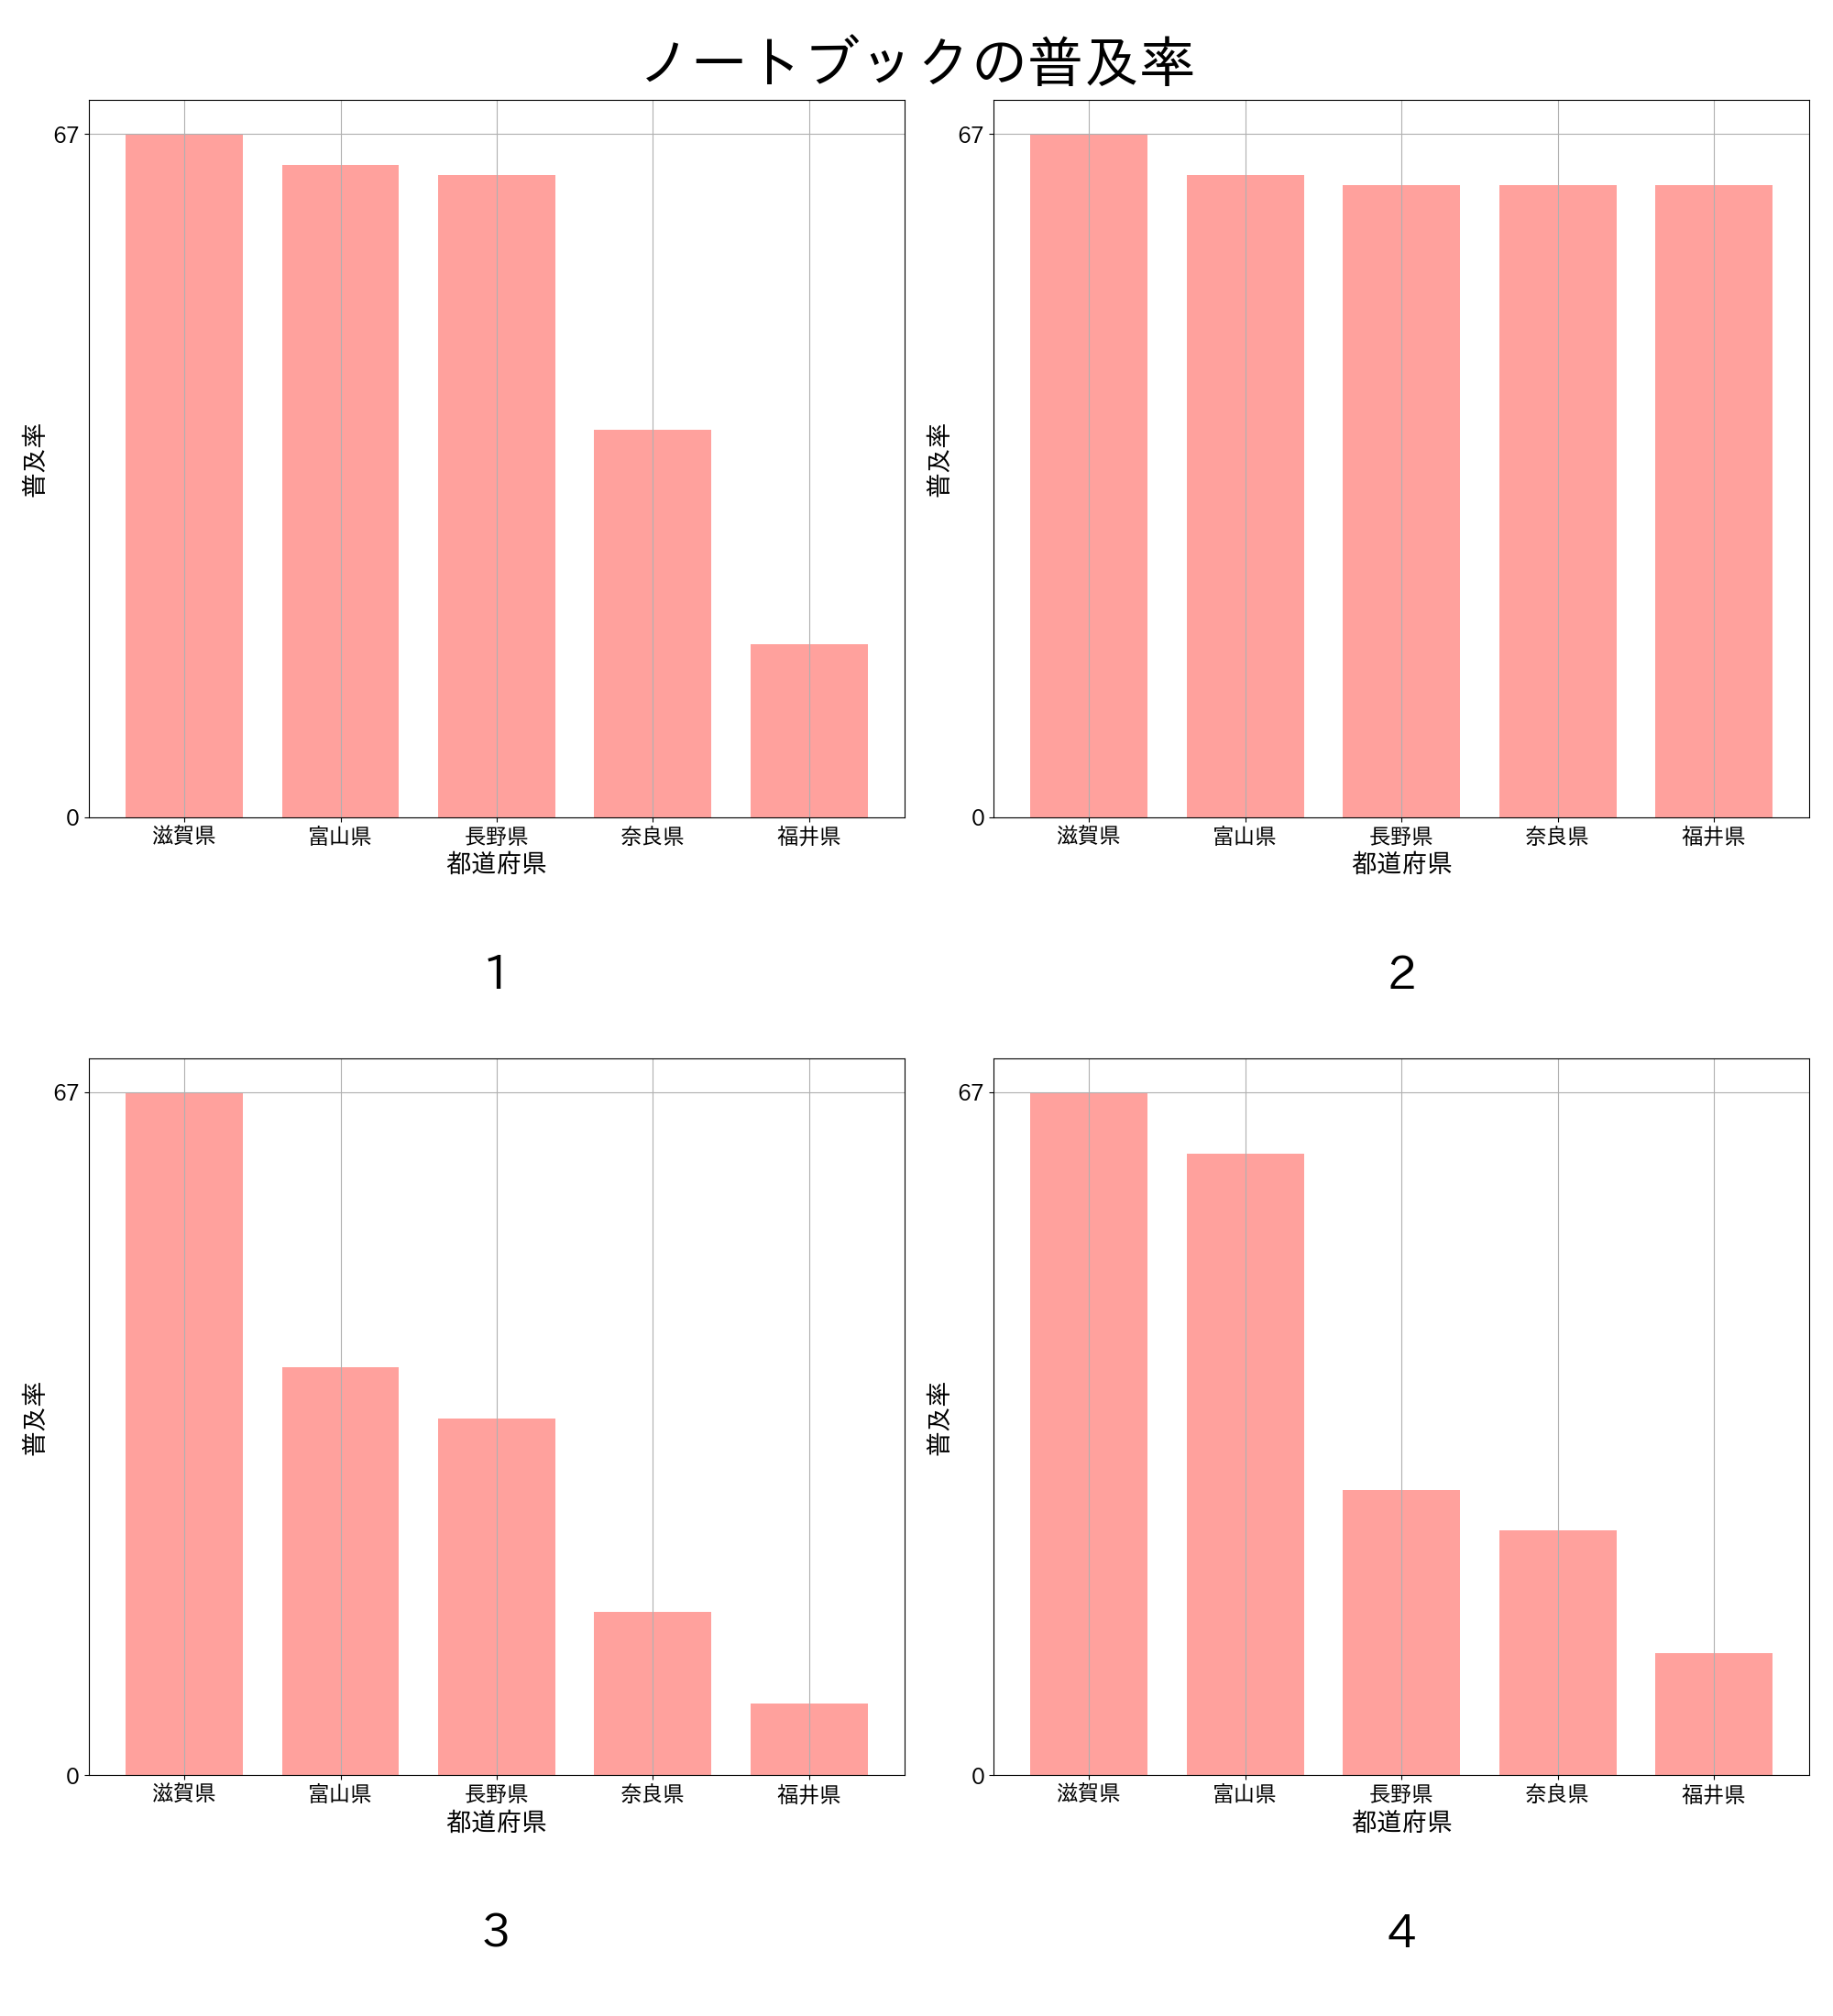 ノートブックの普及率
67
0
普及率
滋賀県 富山県 長野県 奈良県 福井県
都道府県
1
67
0
普及率
滋賀県 富山県 長野県 奈良県 福井県
都道府県
2
67
0
普及率
滋賀県 富山県 長野県 奈良県 福井県
都道府県
3
67
0
普及率
滋賀県 富山県 長野県 奈良県 福井県
都道府県
4